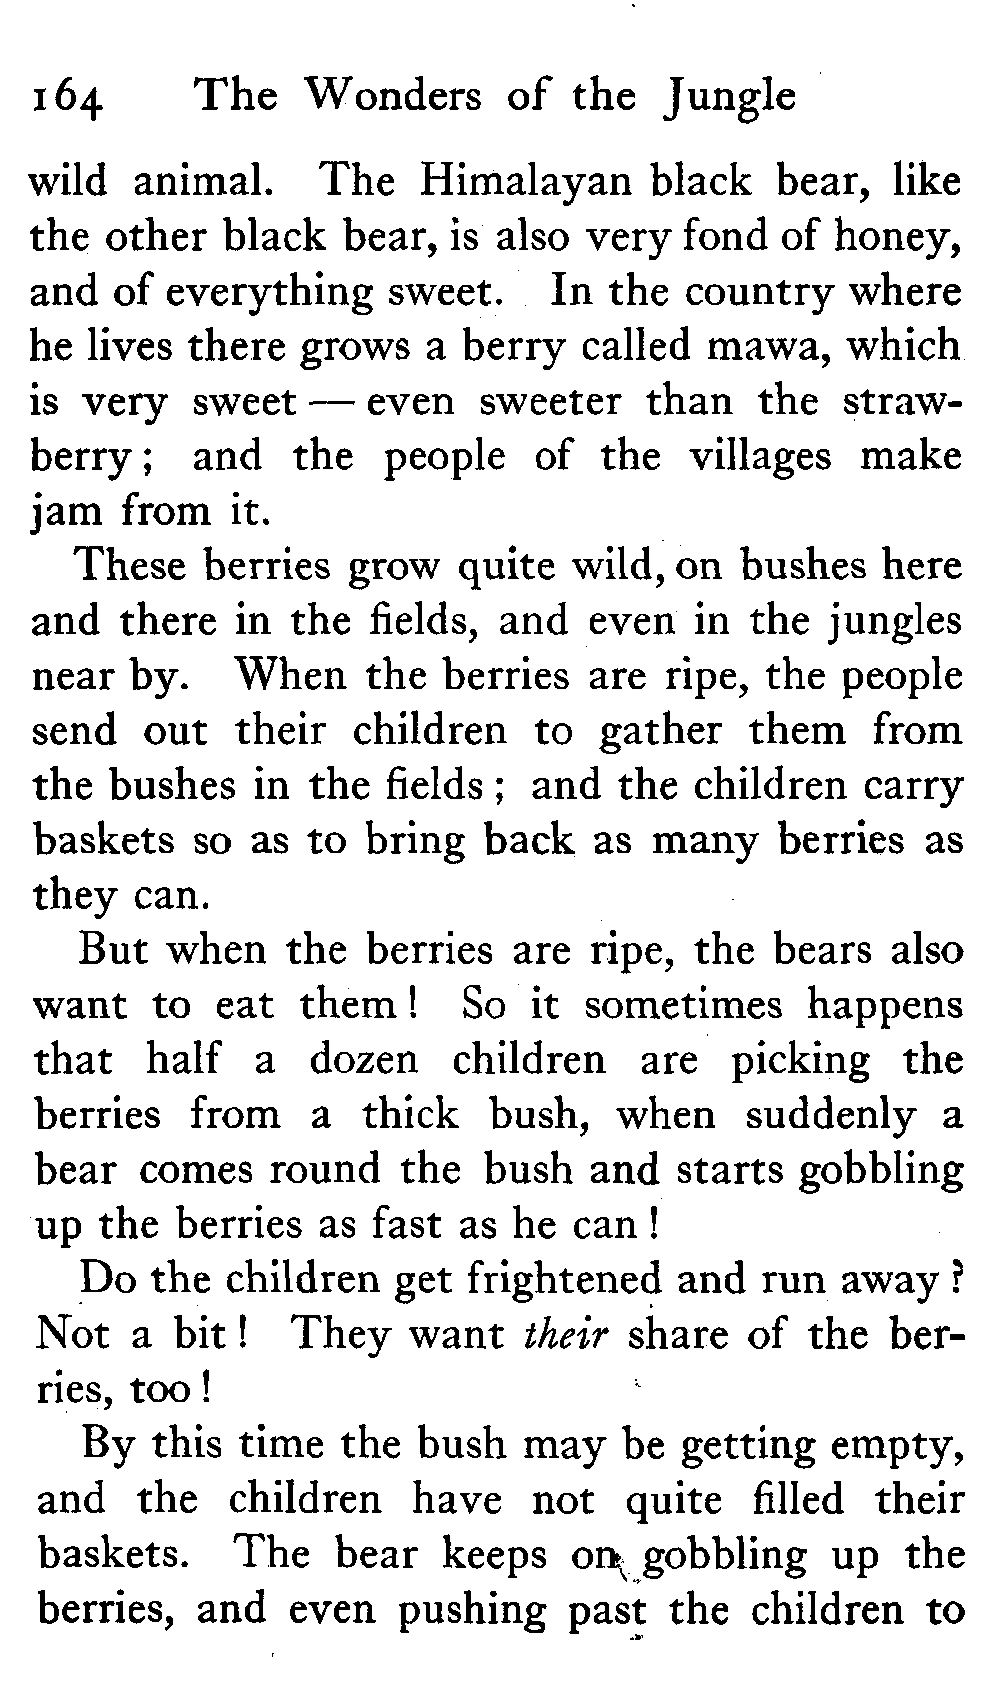 164 The Wonders of the Jungle
wild animal. The Himalayan black bear, like
the other black bear, is also very fond of honey,
and of everything sweet. In the country where
he lives there grows a berry called mawa, which
is very sweet — even sweeter than the straw-
berry; and the people of the villages make
jam from it.
These berries grow quite wild, on bushes here
and there in the fields, and even in the jungles
near by. When the berries are ripe, the people
send out their children to gather them from
the bushes in the fields; and the children carry
baskets so as to bring back as many berries as
they can.
But when the berries are ripe, the bears also
want to eat them! So it sometimes happens
that half a dozen children are picking the
berries from a thick bush, when suddenly a
bear comes round the bush and starts gobbling
up the berries as fast as he can!
Do the children get frightened and run away?
Not a bit! They want their share of the ber-
ries, too!
By this time the bush may be getting empty,
and the children have not quite filled their
baskets. The bear keeps on gobbling up the
berries, and even pushing past the children to